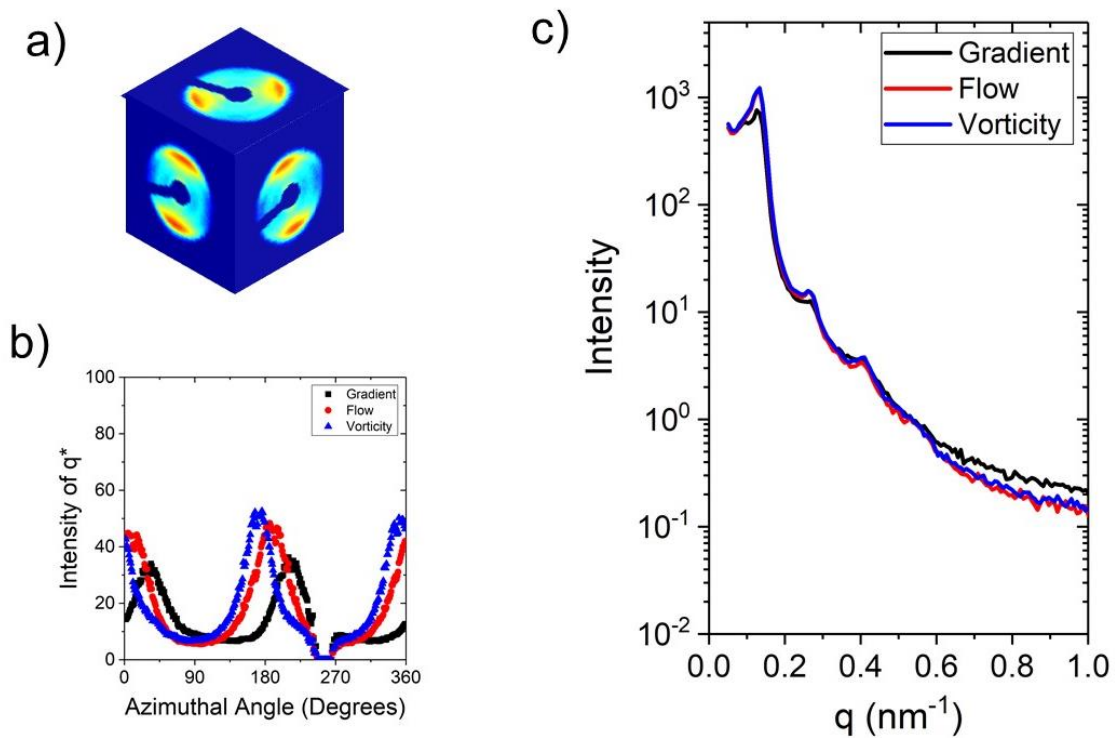 a)
b)
100
80
60
40
20
0
Intensity of q*
Gradient
Flow
Vorticity
0 90 180 270 360
Azimuthal Angle (Degrees)
c)
Gradient
Flow
Vorticity
10³
10²
10¹
10⁰
10⁻¹
10⁻²
Intensity
0.0 0.2 0.4 0.6 0.8 1.0
q (nm⁻¹)